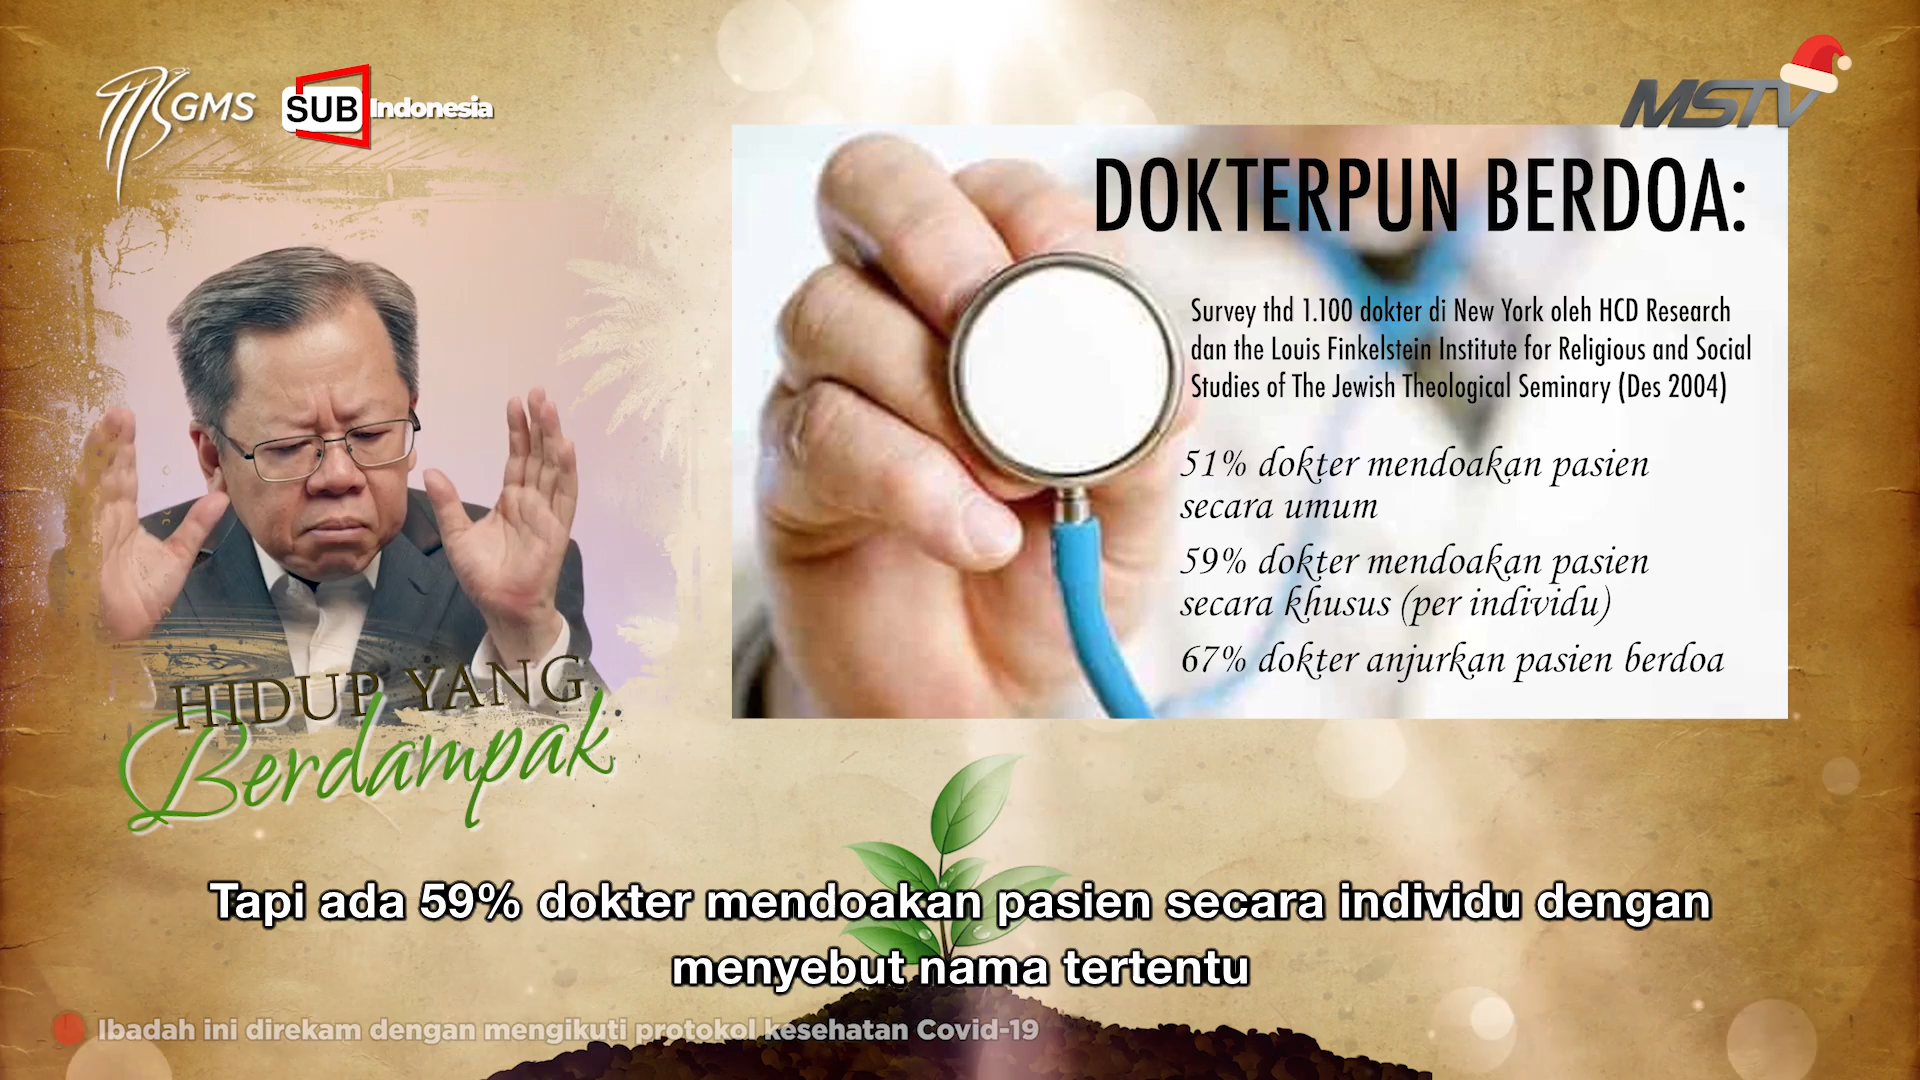 GMS
SUB Indonesia
MSTV
DOKTERPUN BERDOA:
Survey thd 1.100 dokter di New York oleh HCD Research
dan the Louis Finkelstein Institute for Religious and Social
Studies of The Jewish Theological Seminary (Des 2004)
51% dokter mendoakan pasien
secara umum
59% dokter mendoakan pasien
secara khusus (per individu)
67% dokter anjurkan pasien berdoa
HIDUP YANG
Berdampak
Tapi ada 59% dokter mendoakan pasien secara individu dengan
menyebut nama tertentu
Ibadah ini direkam dengan mengikuti protokol kesehatan Covid-19